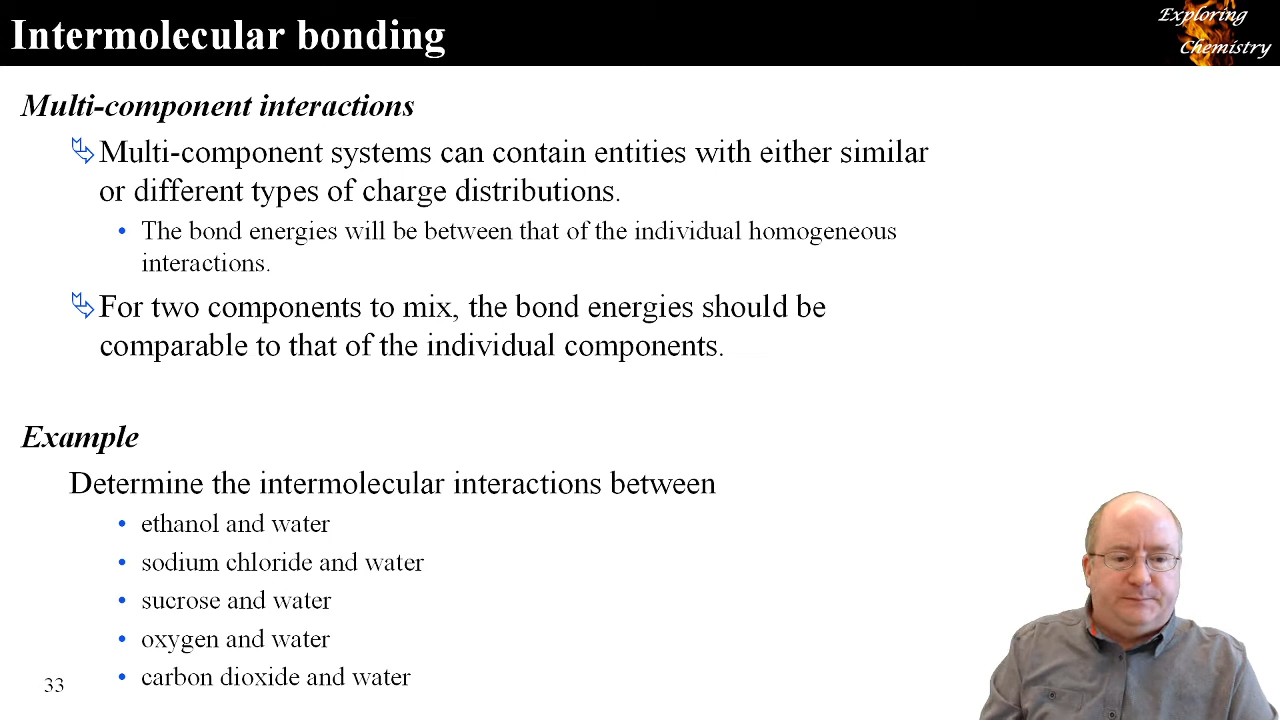 Intermolecular bonding
Exploring
Chemistry
Multi-component interactions
Multi-component systems can contain entities with either similar
or different types of charge distributions.
• The bond energies will be between that of the individual homogeneous
interactions.
For two components to mix, the bond energies should be
comparable to that of the individual components.
Example
Determine the intermolecular interactions between
• ethanol and water
• sodium chloride and water
• sucrose and water
• oxygen and water
• carbon dioxide and water
33